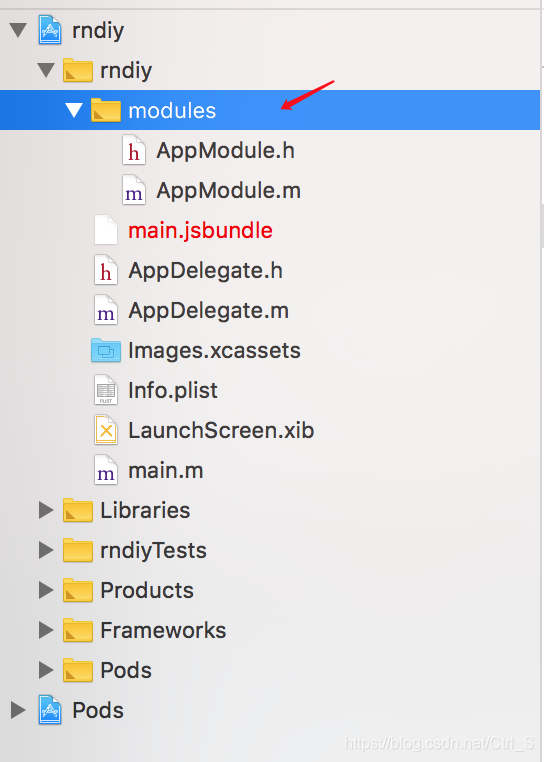 rndiy
rndiy
modules
h AppModule.h
m AppModule.m
main.jsbundle
h AppDelegate.h
m AppDelegate.m
Images.xcassets
PLIST Info.plist
LaunchScreen.xib
m main.m
Libraries
rndiyTests
Products
Frameworks
Pods
Pods
https://blog.csdn.net/Ctrl_S